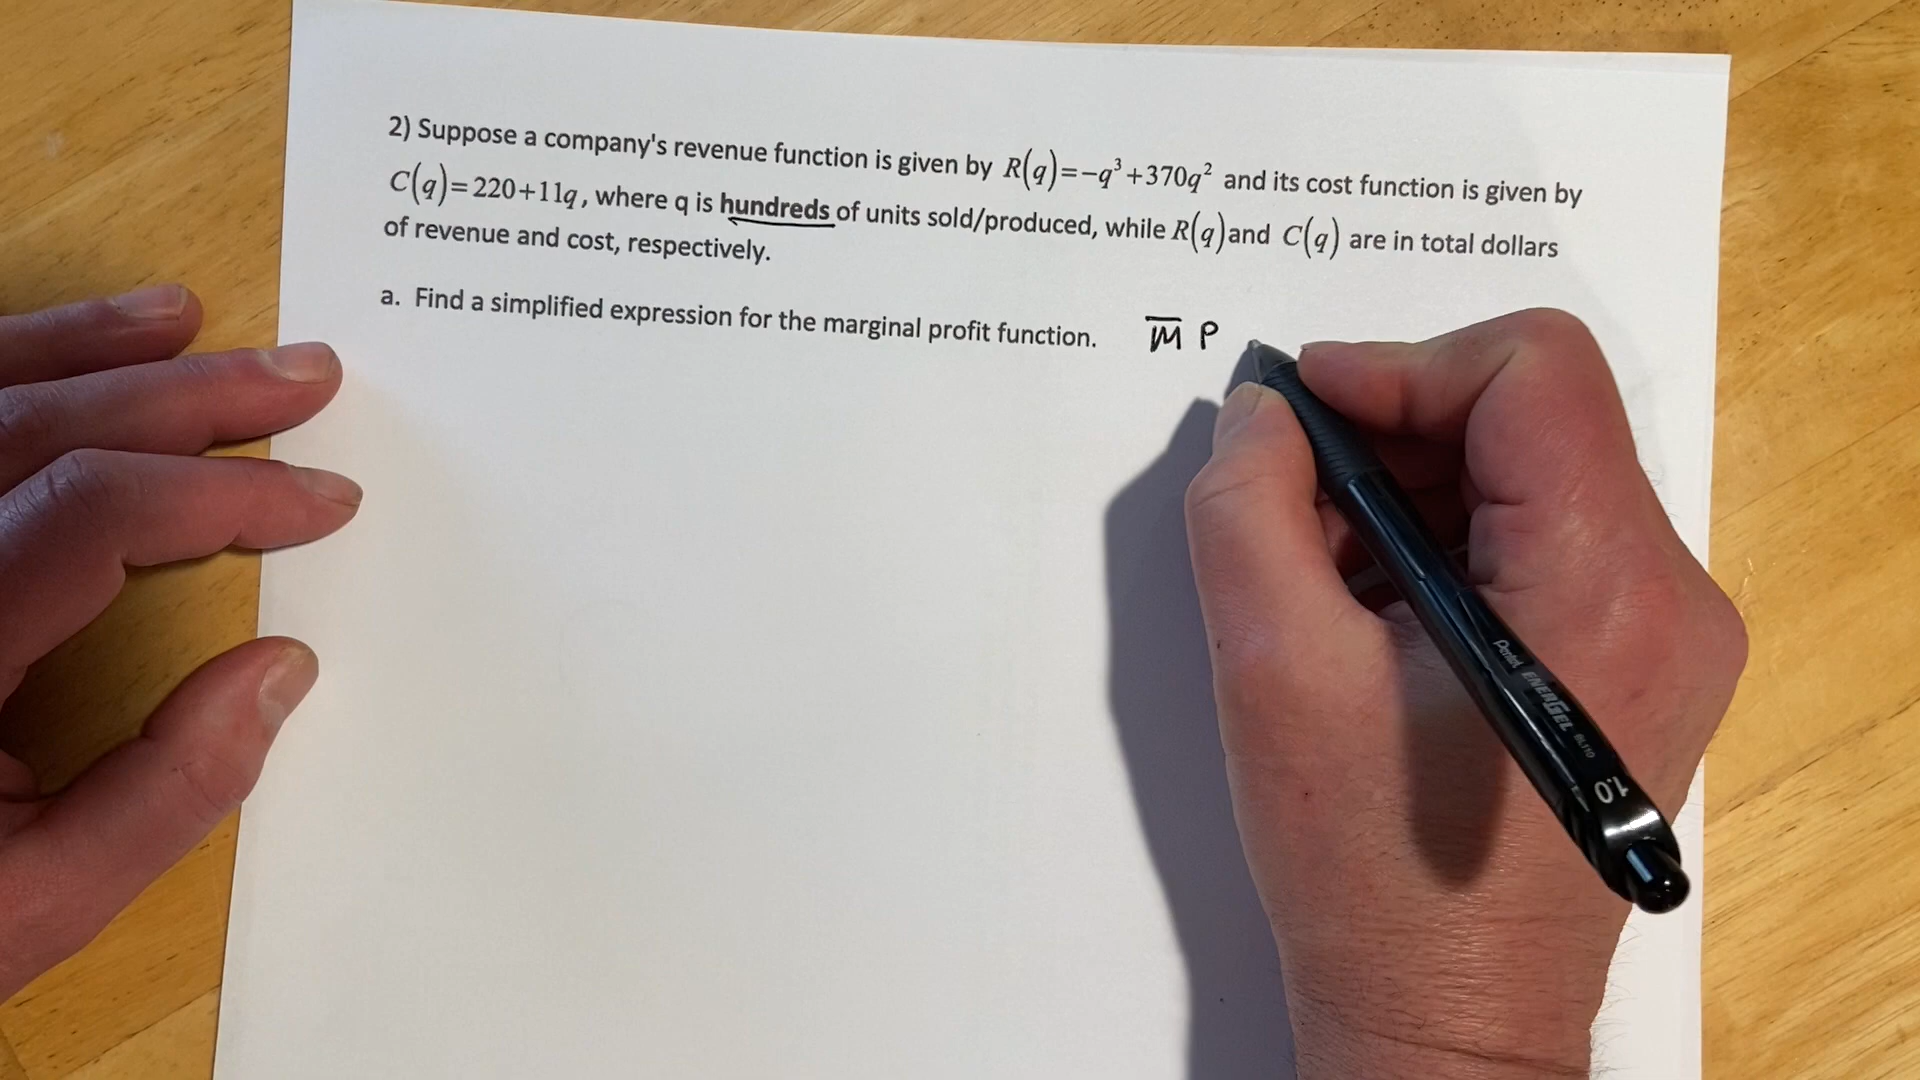 2) Suppose a company's revenue function is given by R(q)=-q³+370q² and its cost function is given by
C(q)=220+11q, where q is hundreds of units sold/produced, while R(q) and C(q) are in total dollars
of revenue and cost, respectively.
a. Find a simplified expression for the marginal profit function. M̅ P
Pentel ENERGEL BL110
1.0